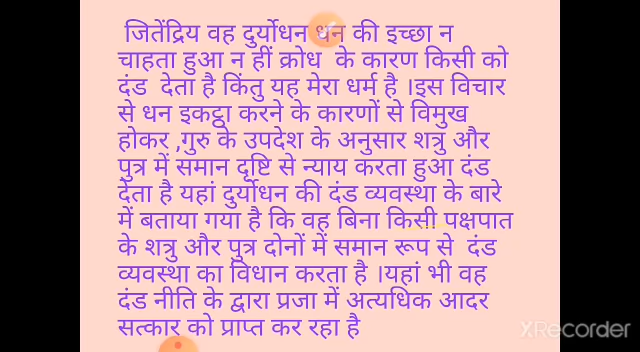 जितेंद्रिय वह दुर्योधन धन की इच्छा न
चाहता हुआ न हीं क्रोध के कारण किसी को
दंड देता है किंतु यह मेरा धर्म है ।इस विचार
से धन इकट्ठा करने के कारणों से विमुख
होकर ,गुरु के उपदेश के अनुसार शत्रु और
पुत्र में समान दृष्टि से न्याय करता हुआ दंड
देता है यहां दुर्योधन की दंड व्यवस्था के बारे
में बताया गया है कि वह बिना किसी पक्षपात
के शत्रु और पुत्र दोनों में समान रूप से दंड
व्यवस्था का विधान करता है ।यहां भी वह
दंड नीति के द्वारा प्रजा में अत्यधिक आदर
सत्कार को प्राप्त कर रहा है
XRecorder